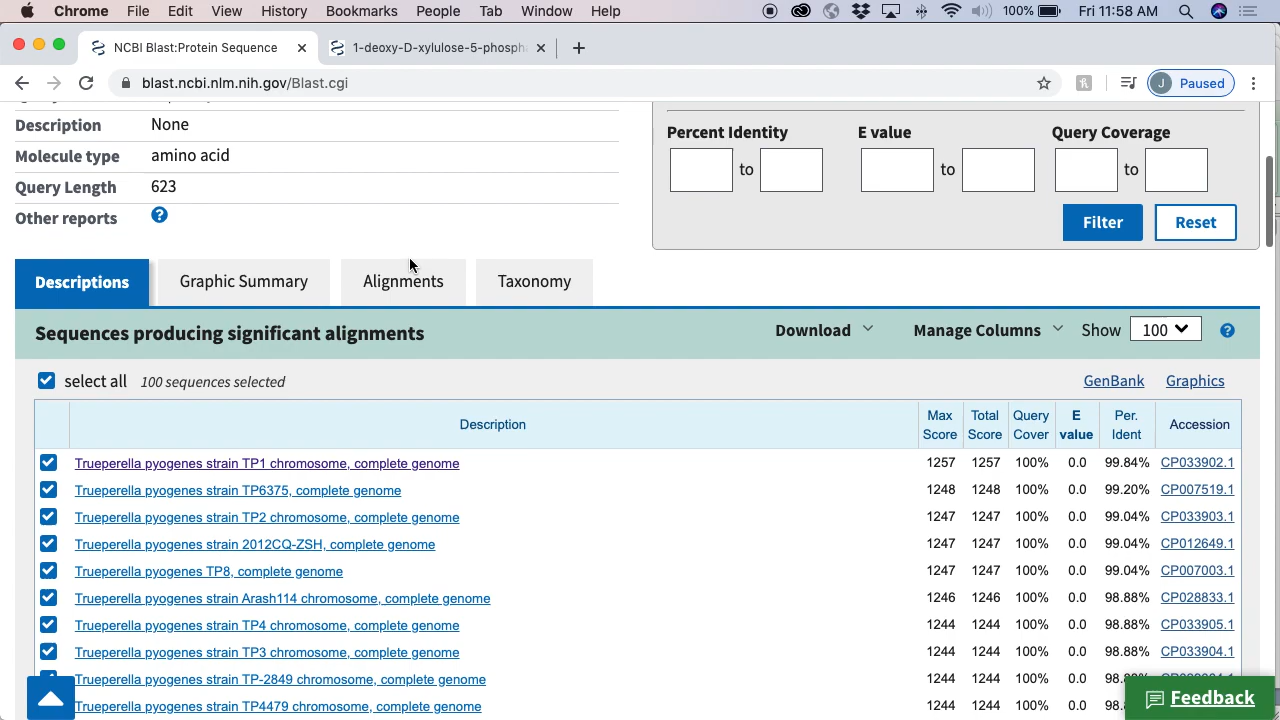 Chrome File Edit View History Bookmarks People Tab Window Help 100% Fri 11:58 AM
NCBI Blast:Protein Sequence 1-deoxy-D-xylulose-5-phosph
blast.ncbi.nlm.nih.gov/Blast.cgi J Paused
Description None
Molecule type amino acid
Query Length 623
Other reports ?
Percent Identity E value Query Coverage
to to to
Filter Reset
Descriptions Graphic Summary Alignments Taxonomy
Sequences producing significant alignments Download Manage Columns Show 100 ?
select all 100 sequences selected GenBank Graphics
Description Max Score Total Score Query Cover E value Per. Ident Accession
Trueperella pyogenes strain TP1 chromosome, complete genome 1257 1257 100% 0.0 99.84% CP033902.1
Trueperella pyogenes strain TP6375, complete genome 1248 1248 100% 0.0 99.20% CP007519.1
Trueperella pyogenes strain TP2 chromosome, complete genome 1247 1247 100% 0.0 99.04% CP033903.1
Trueperella pyogenes strain 2012CQ-ZSH, complete genome 1247 1247 100% 0.0 99.04% CP012649.1
Trueperella pyogenes TP8, complete genome 1247 1247 100% 0.0 99.04% CP007003.1
Trueperella pyogenes strain Arash114 chromosome, complete genome 1246 1246 100% 0.0 98.88% CP028833.1
Trueperella pyogenes strain TP4 chromosome, complete genome 1244 1244 100% 0.0 98.88% CP033905.1
Trueperella pyogenes strain TP3 chromosome, complete genome 1244 1244 100% 0.0 98.88% CP033904.1
Trueperella pyogenes strain TP-2849 chromosome, complete genome 1244 1244 100% 0.0
Trueperella pyogenes strain TP4479 chromosome, complete genome 1244 1244 100% 0.0
Feedback